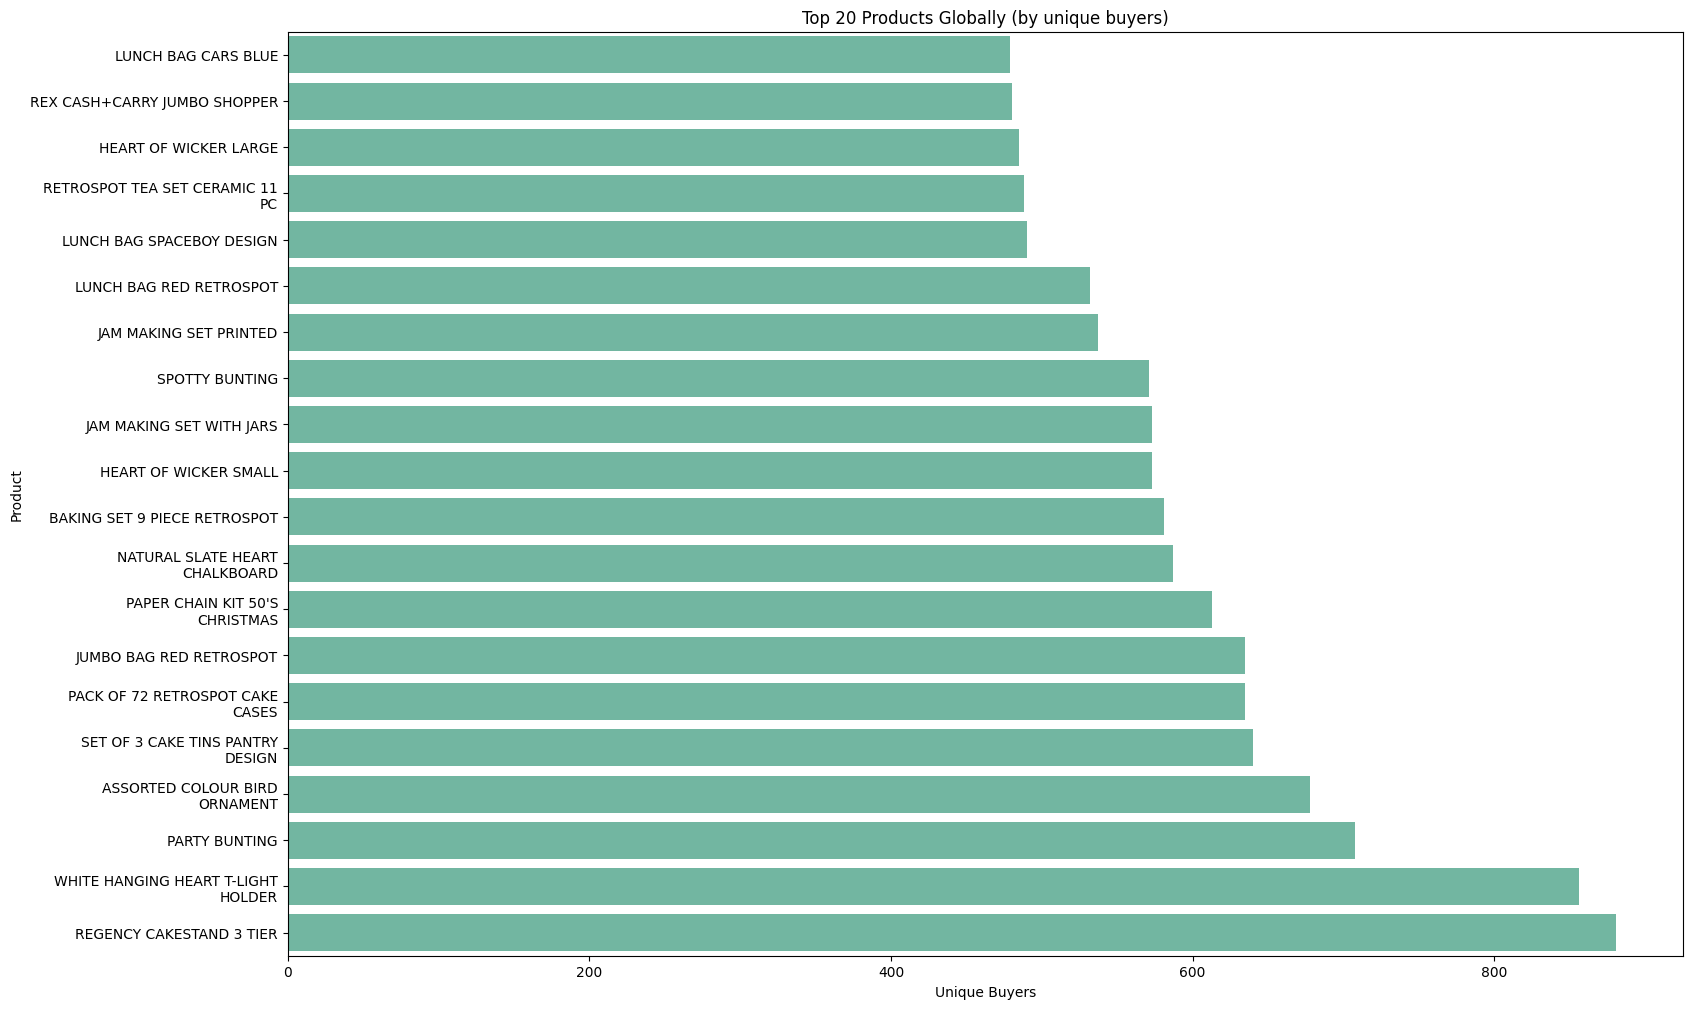 Top 20 Products Globally (by unique buyers)
LUNCH BAG CARS BLUE
REX CASH+CARRY JUMBO SHOPPER
HEART OF WICKER LARGE
RETROSPOT TEA SET CERAMIC 11
PC
LUNCH BAG SPACEBOY DESIGN
LUNCH BAG RED RETROSPOT
JAM MAKING SET PRINTED
SPOTTY BUNTING
JAM MAKING SET WITH JARS
HEART OF WICKER SMALL
BAKING SET 9 PIECE RETROSPOT
NATURAL SLATE HEART
CHALKBOARD
PAPER CHAIN KIT 50'S
CHRISTMAS
JUMBO BAG RED RETROSPOT
PACK OF 72 RETROSPOT CAKE
CASES
SET OF 3 CAKE TINS PANTRY
DESIGN
ASSORTED COLOUR BIRD
ORNAMENT
PARTY BUNTING
WHITE HANGING HEART T-LIGHT
HOLDER
REGENCY CAKESTAND 3 TIER
Product
0 200 400 600 800
Unique Buyers